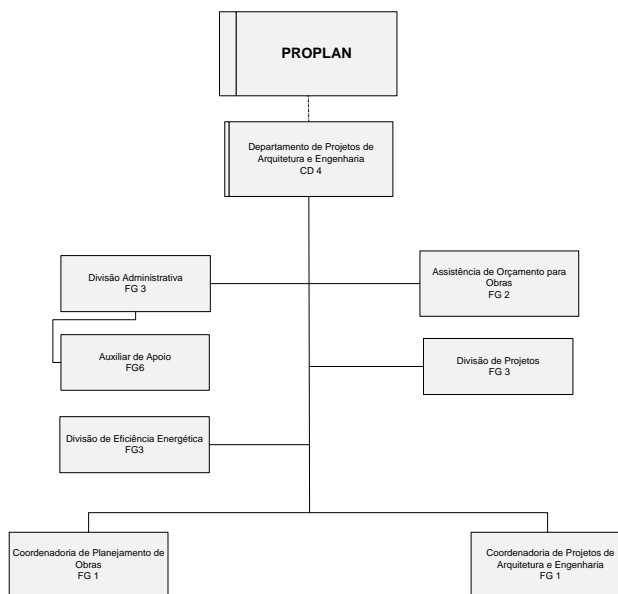 PROPLAN
Departamento de Projetos de
Arquitetura e Engenharia
CD 4
Divisão Administrativa
FG 3
Assistência de Orçamento para
Obras
FG 2
Auxiliar de Apoio
FG6
Divisão de Projetos
FG 3
Divisão de Eficiência Energética
FG3
Coordenadoria de Planejamento de
Obras
FG 1
Coordenadoria de Projetos de
Arquitetura e Engenharia
FG 1